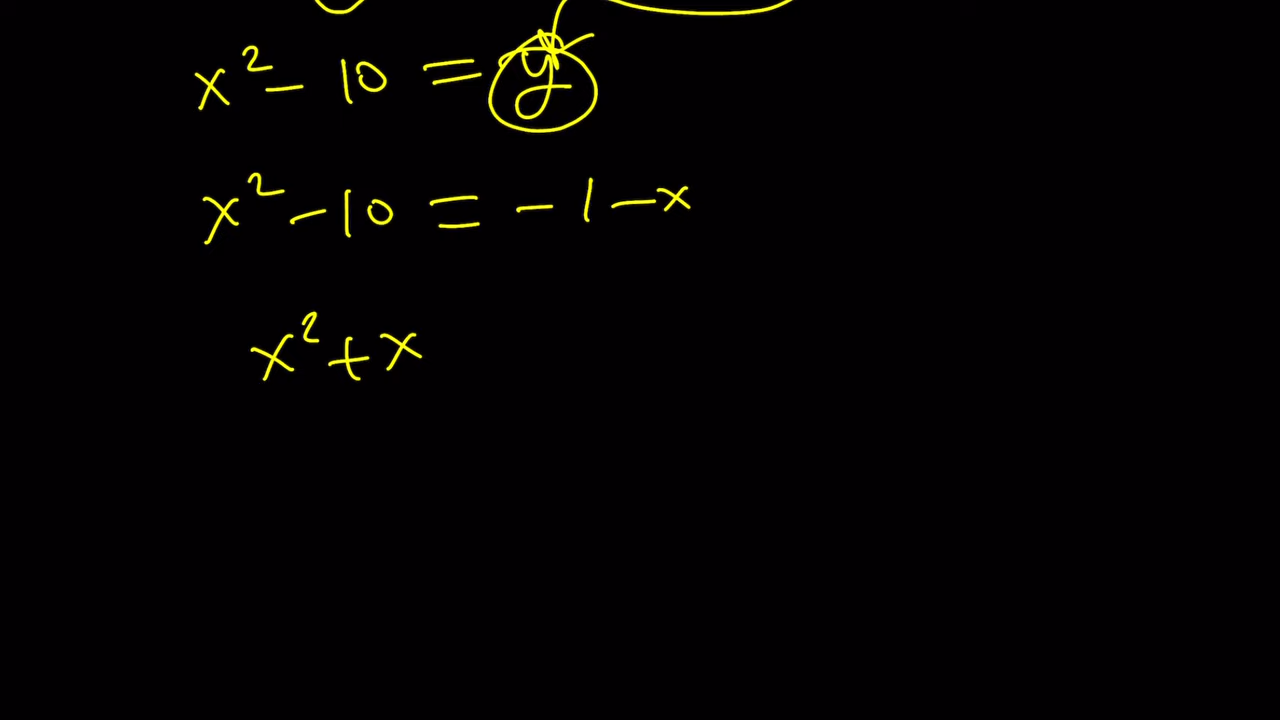 x² - 10 = y
x² - 10 = - 1 - x
x² + x